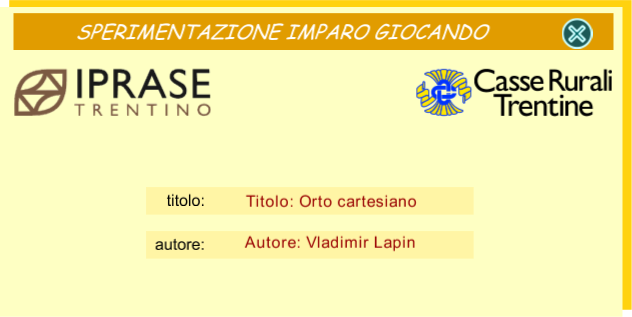 SPERIMENTAZIONE IMPARO GIOCANDO
IPRASE
TRENTINO
Casse Rurali
Trentine
titolo: Titolo: Orto cartesiano
autore: Autore: Vladimir Lapin